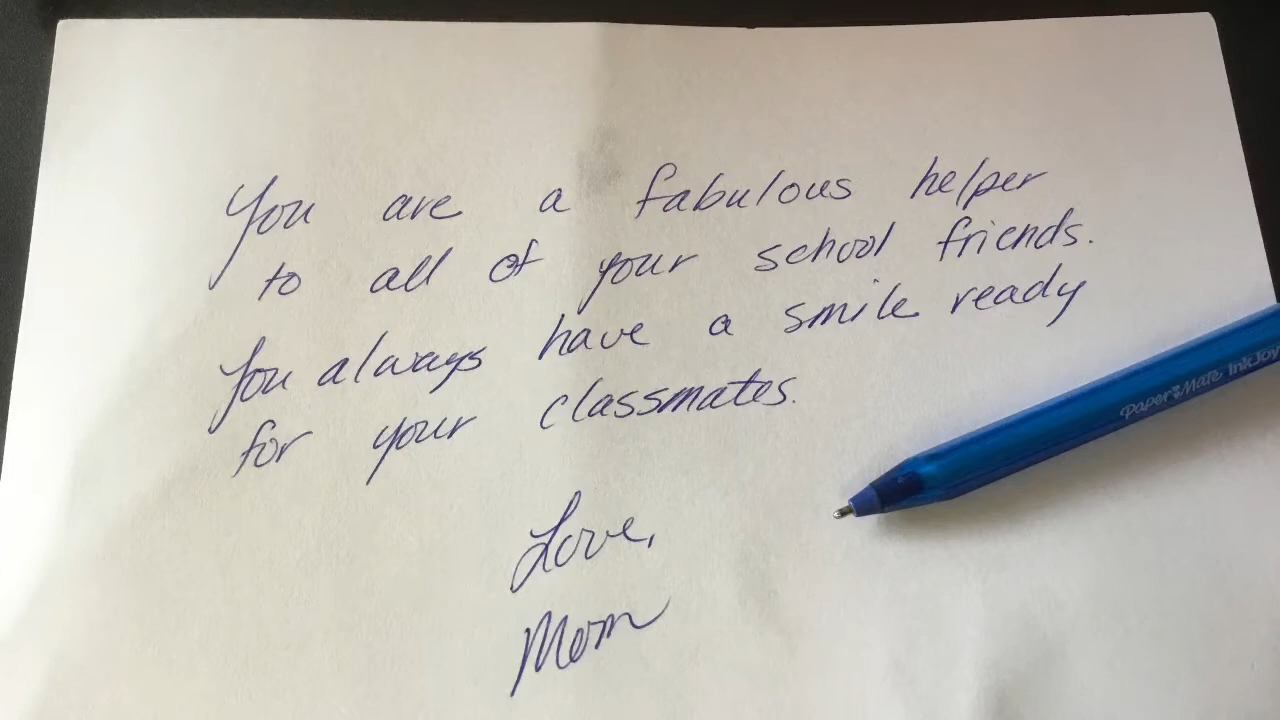 You are a fabulous helper
to all of your school friends.
You always have a smile ready
for your classmates.
Love,
Mom
Paper Mate InkJoy